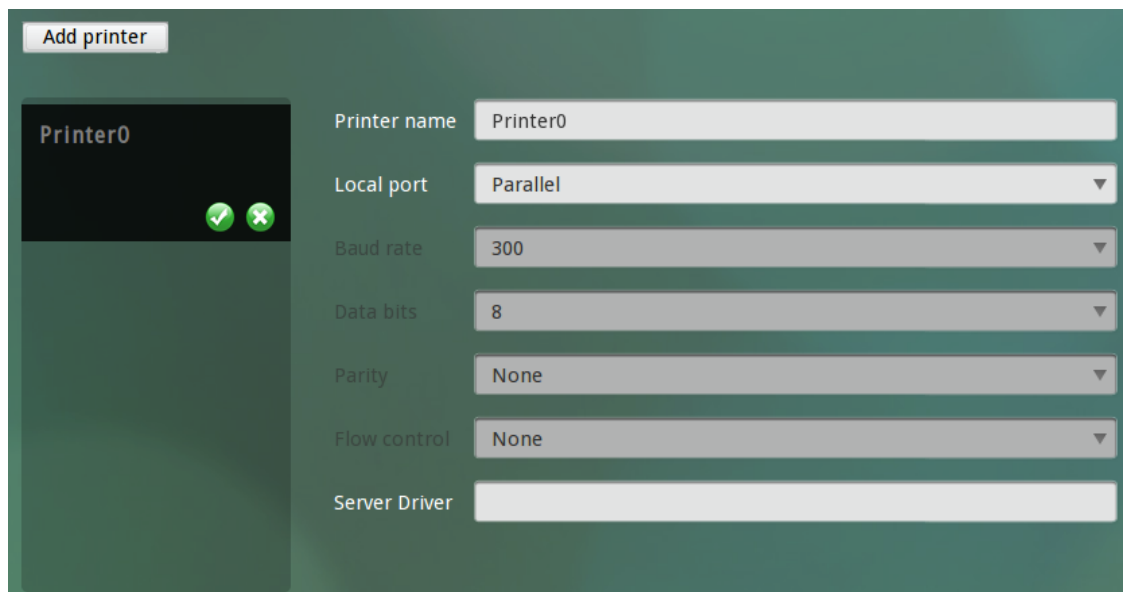 Add printer
Printer0
Printer name Printer0
Local port Parallel
Baud rate 300
Data bits 8
Parity None
Flow control None
Server Driver